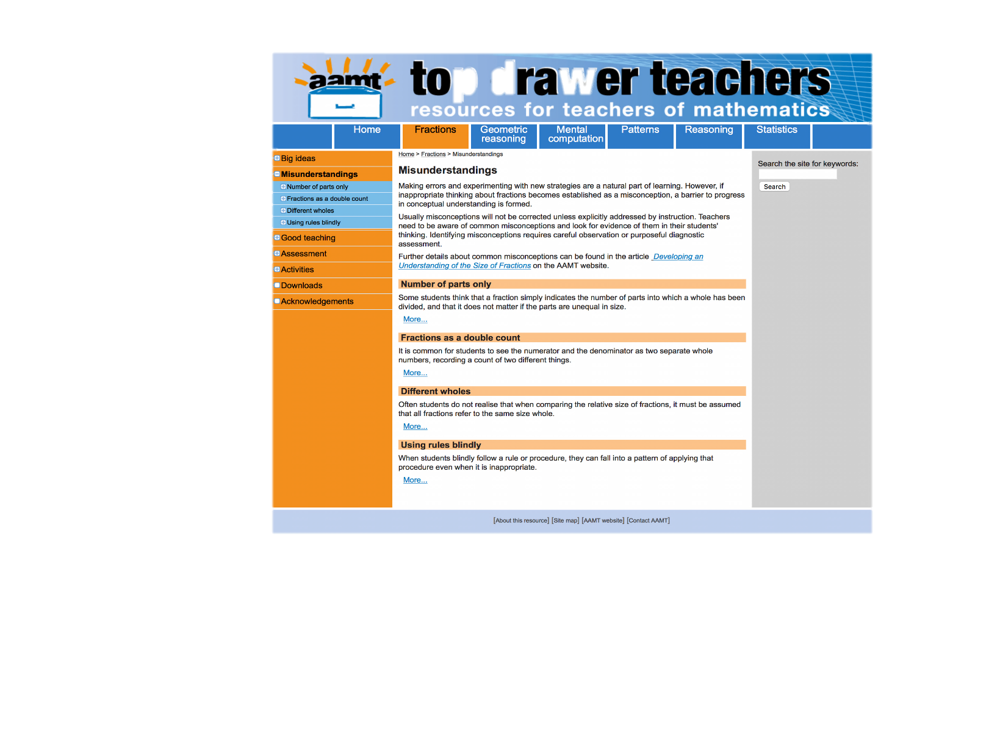 aamt
top drawer teachers
resources for teachers of mathematics
Home
Fractions
Geometric
reasoning
Mental
computation
Patterns
Reasoning
Statistics
Big ideas
Misunderstandings
Number of parts only
Fractions as a double count
Different wholes
Using rules blindly
Good teaching
Assessment
Activities
Downloads
Acknowledgements
Home > Fractions > Misunderstandings
Misunderstandings
Making errors and experimenting with new strategies are a natural part of learning. However, if
inappropriate thinking about fractions becomes established as a misconception, a barrier to progress
in conceptual understanding is formed.
Usually misconceptions will not be corrected unless explicitly addressed by instruction. Teachers
need to be aware of common misconceptions and look for evidence of them in their students'
thinking. Identifying misconceptions requires careful observation or purposeful diagnostic
assessment.
Further details about common misconceptions can be found in the article Developing an
Understanding of the Size of Fractions on the AAMT website.
Number of parts only
Some students think that a fraction simply indicates the number of parts into which a whole has been
divided, and that it does not matter if the parts are unequal in size.
More...
Fractions as a double count
It is common for students to see the numerator and the denominator as two separate whole
numbers, recording a count of two different things.
More...
Different wholes
Often students do not realise that when comparing the relative size of fractions, it must be assumed
that all fractions refer to the same size whole.
More...
Using rules blindly
When students blindly follow a rule or procedure, they can fall into a pattern of applying that
procedure even when it is inappropriate.
More...
Search the site for keywords:
Search
[About this resource] [Site map] [AAMT website] [Contact AAMT]